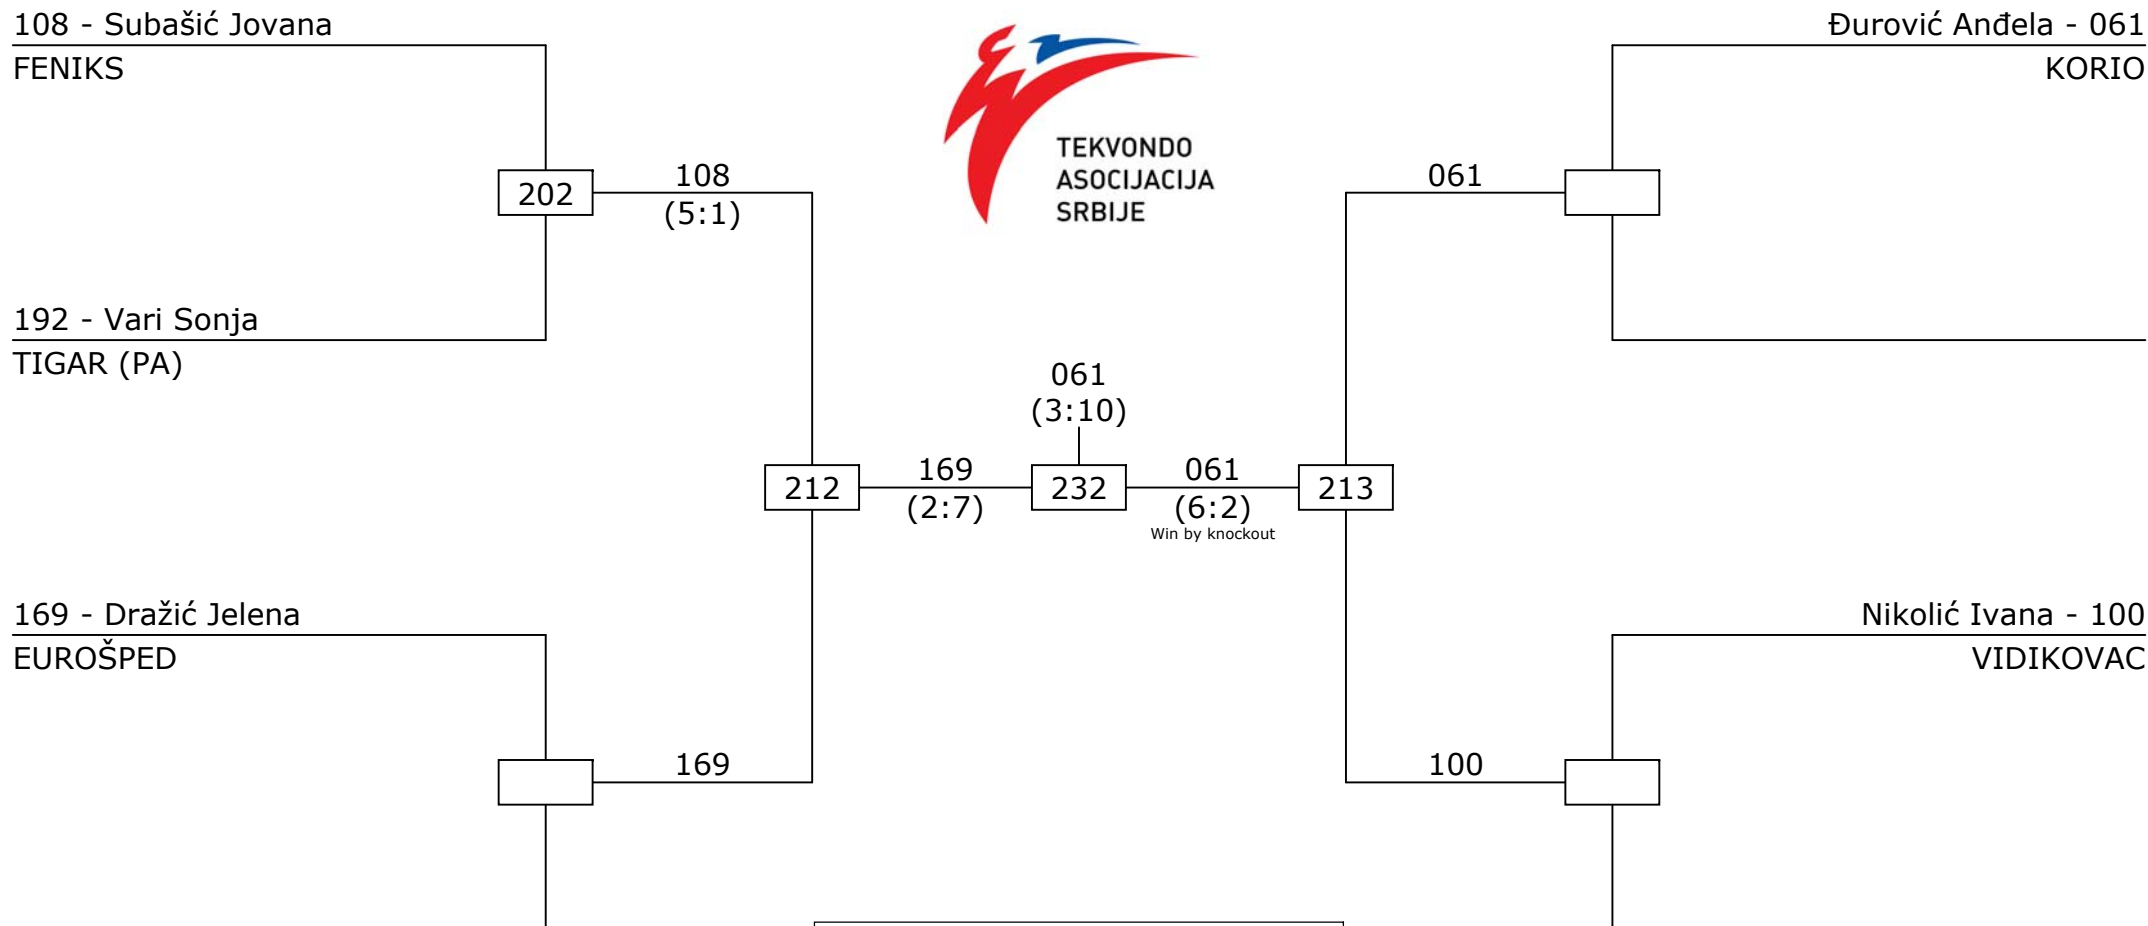 108 - Subašić Jovana
FENIKS
Đurović Anđela - 061
KORIO
TEKVONDO
ASOCIJACIJA
SRBIJE
202
108
(5:1)
061
192 - Vari Sonja
TIGAR (PA)
061
(3:10)
212
169
(2:7)
232
061
(6:2)
Win by knockout
213
169 - Dražić Jelena
EUROŠPED
Nikolić Ivana - 100
VIDIKOVAC
169
100